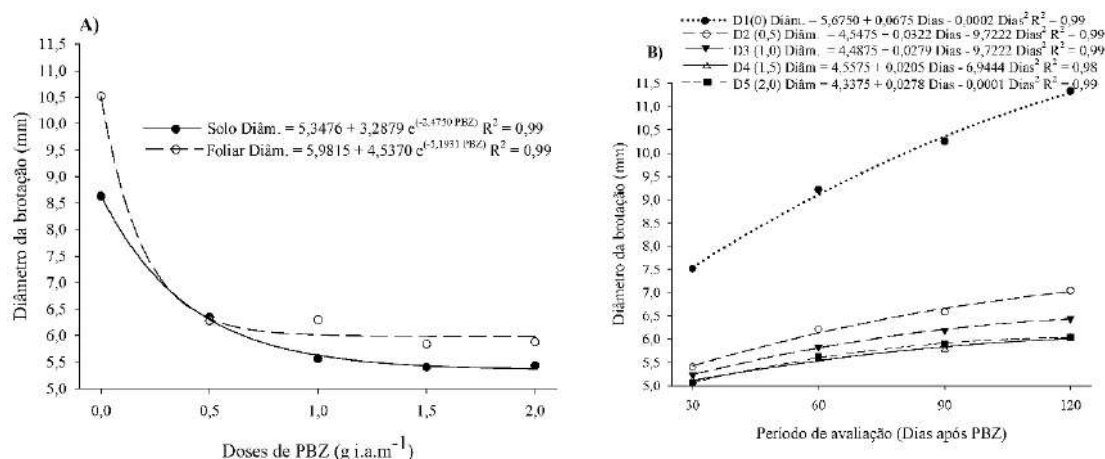 A)
11,5
11,0
10,5
10,0
9,5
9,0
8,5
8,0
7,5
7,0
6,5
6,0
5,5
5,0
Diâmetro da brotação (mm)
Solo Diâm. = 5,3476 + 3,2879 e(-2,4750 PBZ) R² = 0,99
Foliar Diâm. = 5,9815 + 4,5370 e(-5,1931 PBZ) R² = 0,99
0,0 0,5 1,0 1,5 2,0
Doses de PBZ (g i.a.m⁻¹)
B)
D1(0) Diâm. = 5,6750 + 0,0675 Dias - 0,0002 Dias² R² = 0,99
D2 (0,5) Diâm. = 4,5475 + 0,0322 Dias - 9,7222 Dias² R² = 0,99
D3 (1,0) Diâm. = 4,4875 + 0,0279 Dias - 9,7222 Dias² R² = 0,99
D4 (1,5) Diâm = 4,5575 + 0,0205 Dias - 6,9444 Dias² R² = 0,98
D5 (2,0) Diâm = 4,3375 + 0,0278 Dias - 0,0001 Dias² R² = 0,99
11,5
11,0
10,5
10,0
9,5
9,0
8,5
8,0
7,5
7,0
6,5
6,0
5,5
5,0
Diâmetro da brotação (mm)
30 60 90 120
Período de avaliação (Dias após PBZ)